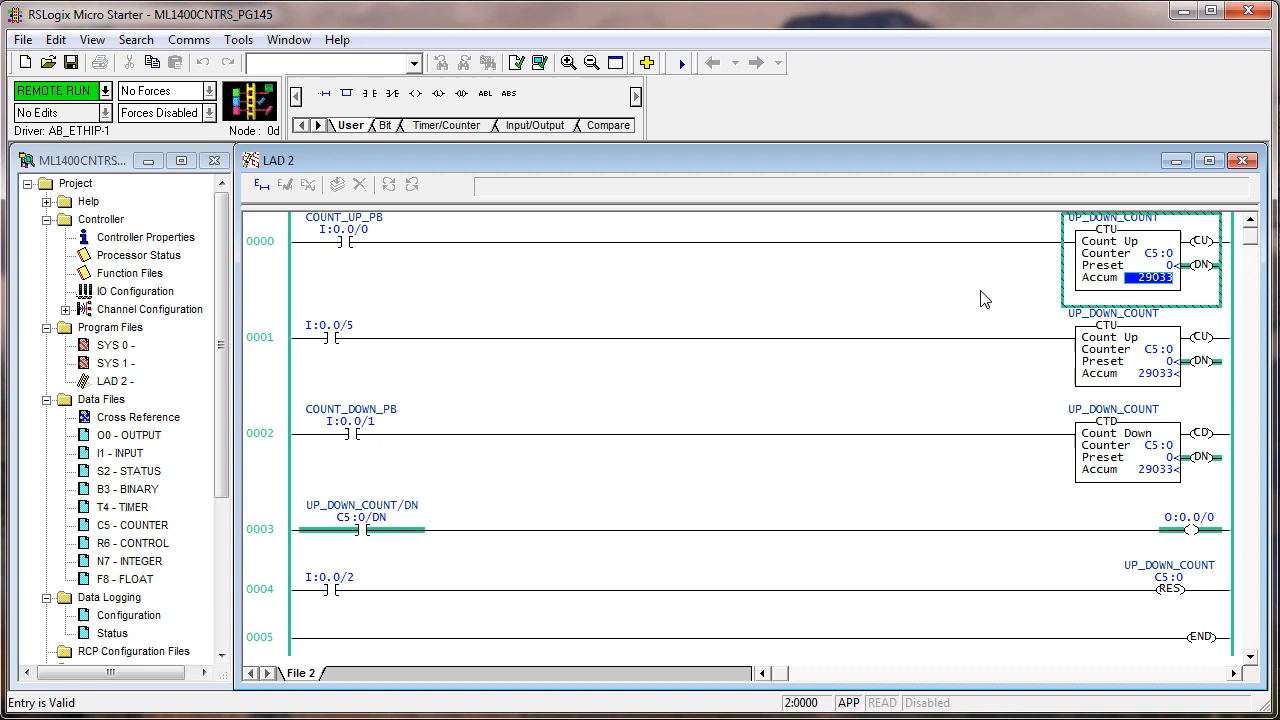 RSLogix Micro Starter - ML1400CNTRS_PG145
File Edit View Search Comms Tools Window Help
REMOTE RUN No Forces
No Edits Forces Disabled
Driver: AB_ETHIP-1 Node : 0d
ABL ABS
User Bit Timer/Counter Input/Output Compare
ML1400CNTRS...
Project
Help
Controller
Controller Properties
Processor Status
Function Files
IO Configuration
Channel Configuration
Program Files
SYS 0 -
SYS 1 -
LAD 2 -
Data Files
Cross Reference
O0 - OUTPUT
I1 - INPUT
S2 - STATUS
B3 - BINARY
T4 - TIMER
C5 - COUNTER
R6 - CONTROL
N7 - INTEGER
F8 - FLOAT
Data Logging
Configuration
Status
RCP Configuration Files
LAD 2
COUNT_UP_PB UP_DOWN_COUNT
I:0.0/0 CTU
0000 Count Up CU
Counter C5:0
Preset 0< DN
Accum 29033
UP_DOWN_COUNT
I:0.0/5 CTU
0001 Count Up CU
Counter C5:0
Preset 0< DN
Accum 29033<
COUNT_DOWN_PB UP_DOWN_COUNT
I:0.0/1 CTD
0002 Count Down CD
Counter C5:0
Preset 0< DN
Accum 29033<
UP_DOWN_COUNT/DN
C5:0/DN O:0.0/0
0003
UP_DOWN_COUNT
I:0.0/2 C5:0
0004 RES
0005 END
File 2
Entry is Valid 2:0000 APP READ Disabled